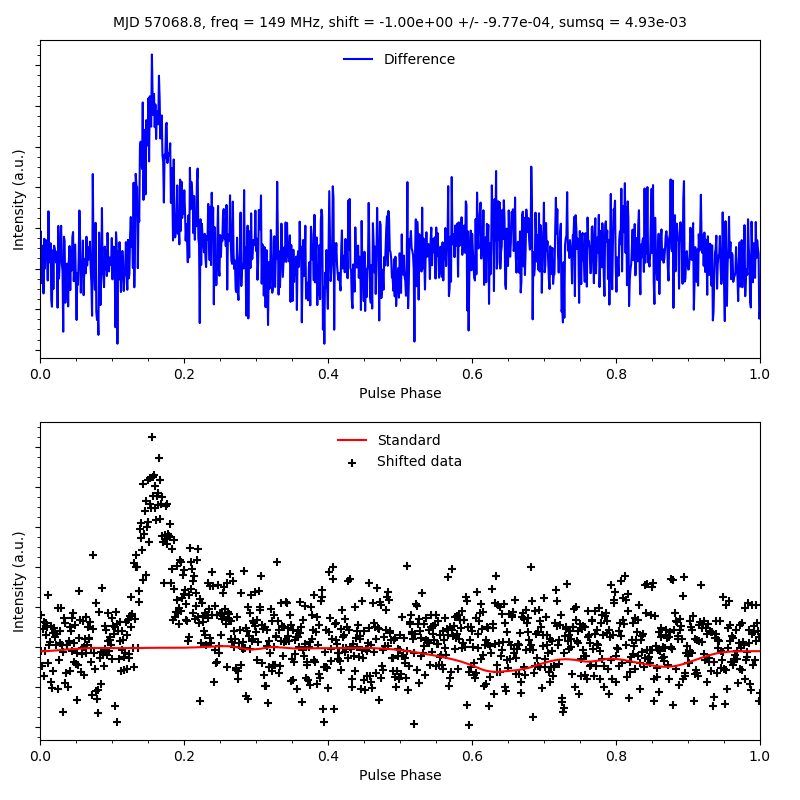 MJD 57068.8, freq = 149 MHz, shift = -1.00e+00 +/- -9.77e-04, sumsq = 4.93e-03
Difference
Intensity (a.u.)
0.0 0.2 0.4 0.6 0.8 1.0
Pulse Phase
Standard
Shifted data
Intensity (a.u.)
0.0 0.2 0.4 0.6 0.8 1.0
Pulse Phase